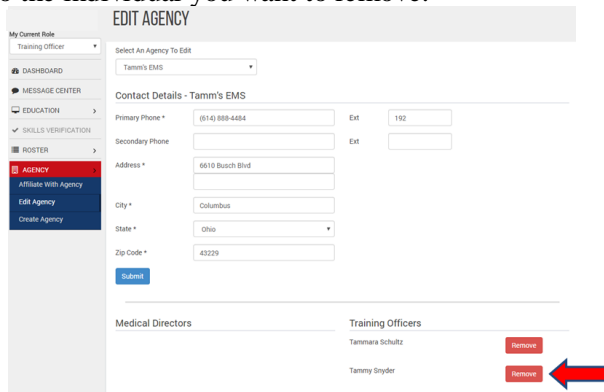 the individual you want to remove.
EDIT AGENCY
My Current Role
Training Officer
DASHBOARD
MESSAGE CENTER
EDUCATION
SKILLS VERIFICATION
ROSTER
AGENCY
Affiliate With Agency
Edit Agency
Create Agency
Select An Agency To Edit
Tamm's EMS
Contact Details - Tamm's EMS
Primary Phone * (614) 888-4484 Ext 192
Secondary Phone Ext
Address * 6610 Busch Blvd
City * Columbus
State * Ohio
Zip Code * 43229
Submit
Medical Directors Training Officers
Tammara Schultz Remove
Tammy Snyder Remove